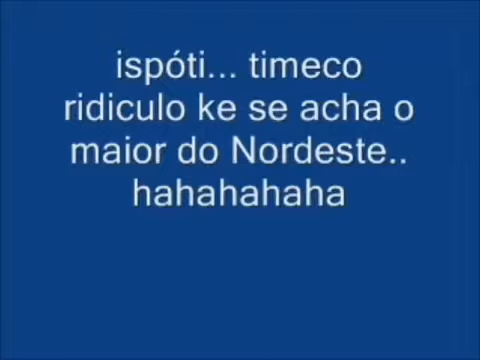 ispóti... timeco
ridiculo ke se acha o
maior do Nordeste..
hahahahaha